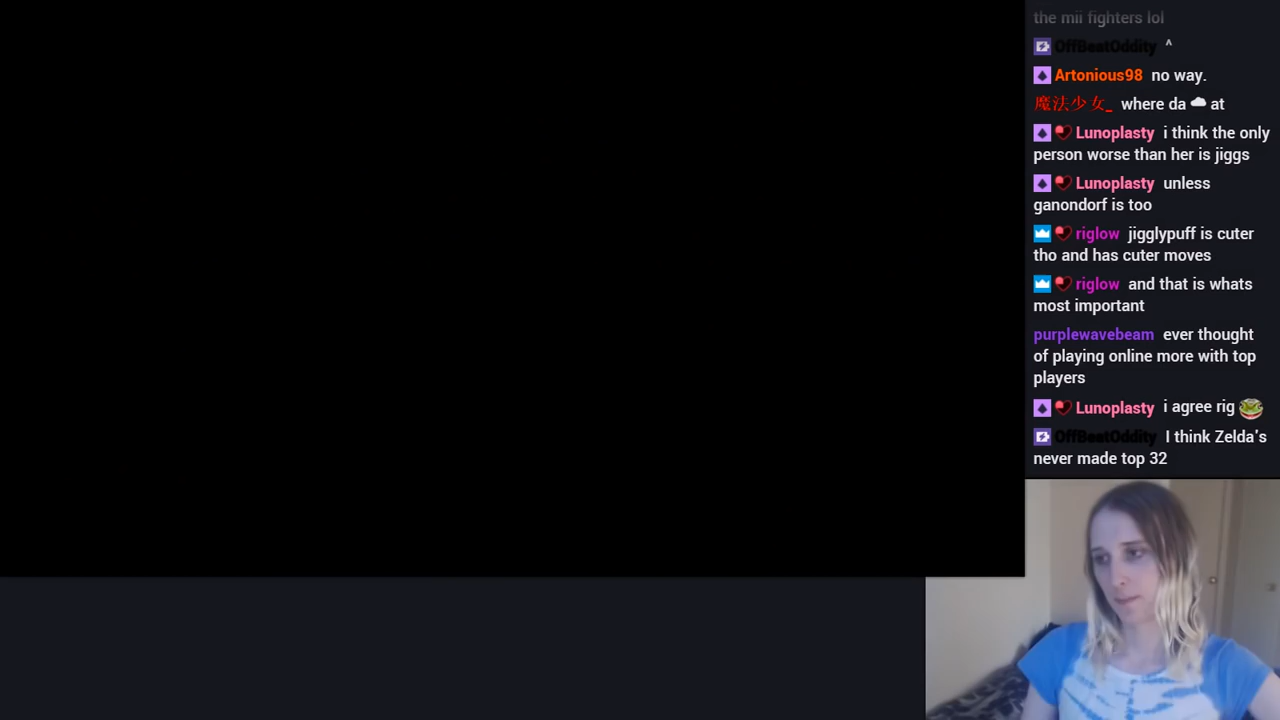 the mii fighters lol
OffBeatOddity ^
Artonious98 no way.
魔法少女_ where da at
Lunoplasty i think the only
person worse than her is jiggs
Lunoplasty unless
ganondorf is too
riglow jigglypuff is cuter
tho and has cuter moves
riglow and that is whats
most important
purplewavebeam ever thought
of playing online more with top
players
Lunoplasty i agree rig
OffBeatOddity I think Zelda's
never made top 32